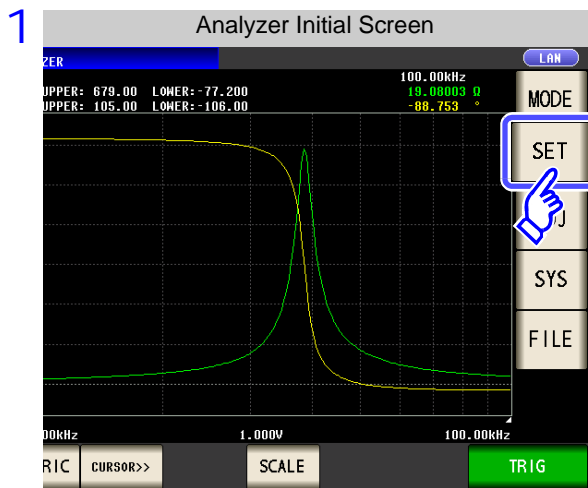 1
Analyzer Initial Screen
ZER
LAN
100.00kHz
UPPER: 679.00 LOWER:-77.200 19.08003 Ω
UPPER: 105.00 LOWER:-106.00 -88.753 °
MODE
SET
SYS
FILE
00kHz 1.000V 100.00kHz
RIC CURSOR>> SCALE TRIG